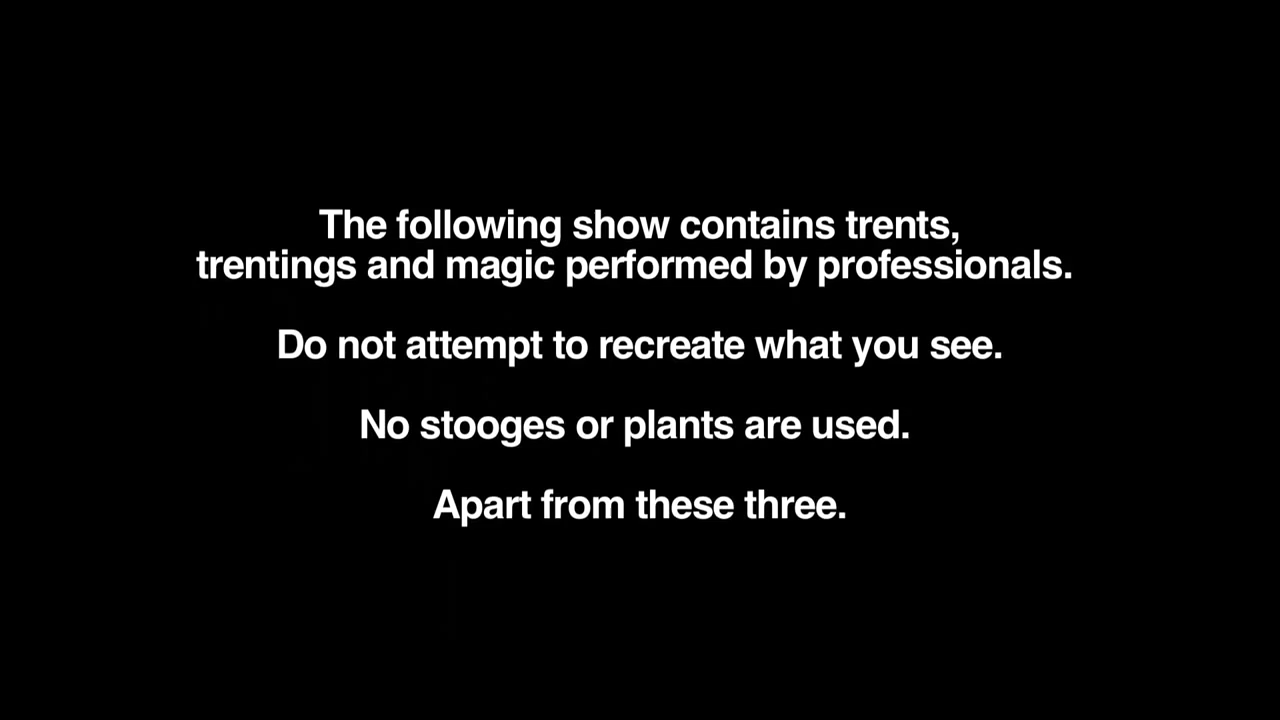 The following show contains trents,
trentings and magic performed by professionals.
Do not attempt to recreate what you see.
No stooges or plants are used.
Apart from these three.